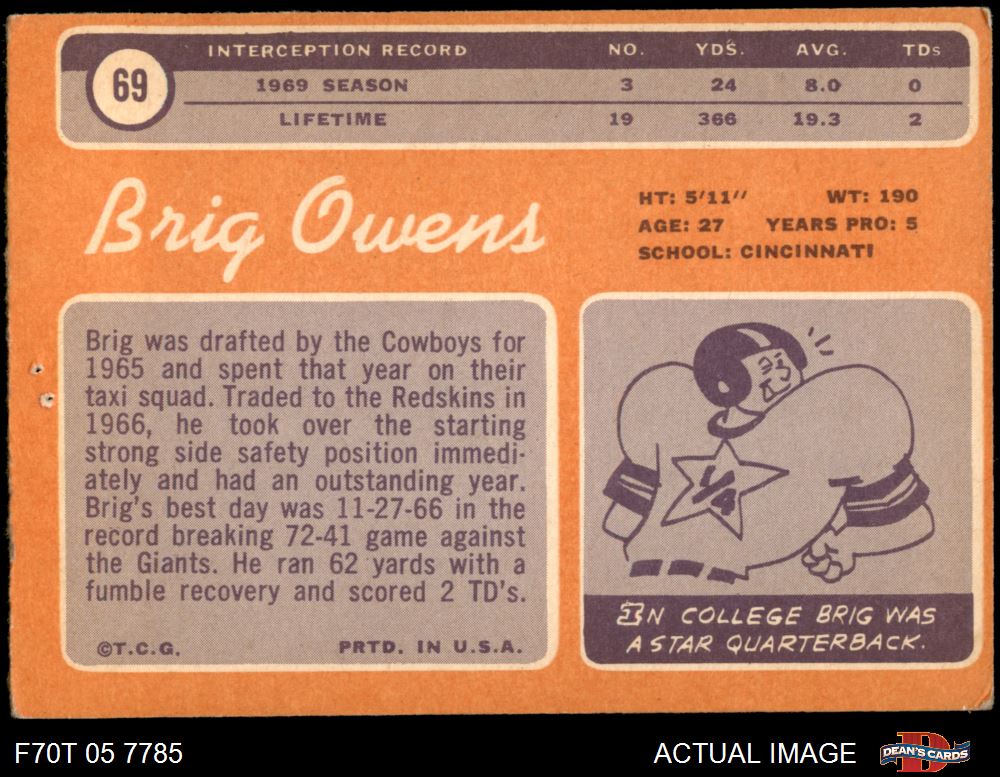 INTERCEPTION RECORD NO. YDS. AVG. TDs
69
1969 SEASON 3 24 8.0 0
LIFETIME 19 366 19.3 2
Brig Owens
HT: 5'11" WT: 190
AGE: 27 YEARS PRO: 5
SCHOOL: CINCINNATI
Brig was drafted by the Cowboys for
1965 and spent that year on their
taxi squad. Traded to the Redskins in
1966, he took over the starting
strong side safety position immedi-
ately and had an outstanding year.
Brig's best day was 11-27-66 in the
record breaking 72-41 game against
the Giants. He ran 62 yards with a
fumble recovery and scored 2 TD's.
©T.C.G. PRTD. IN U.S.A.
1/4
IN COLLEGE BRIG WAS
A STAR QUARTERBACK.
F70T 05 7785
ACTUAL IMAGE
D
DEAN'S CARDS